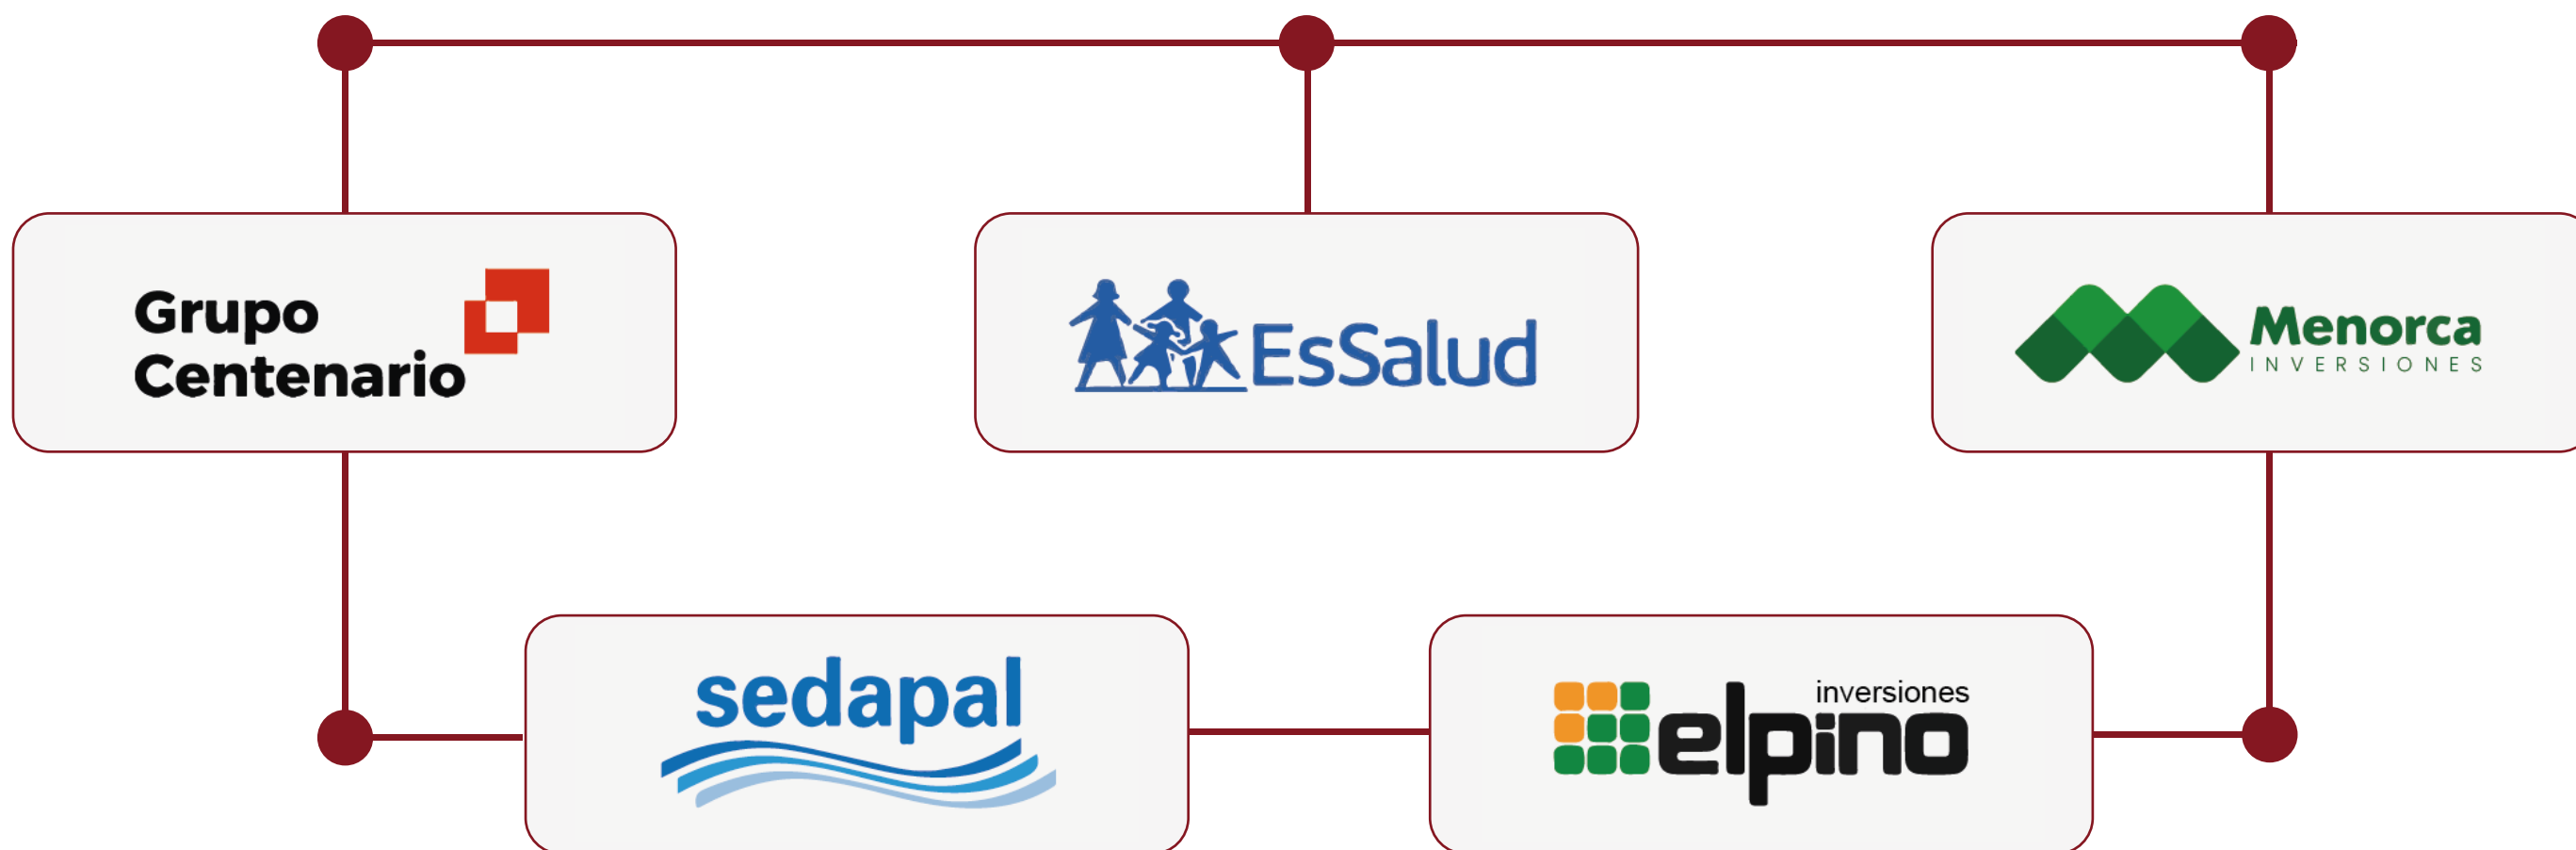 Grupo
Centenario
EsSalud
Menorca
INVERSIONES
sedapal
inversiones
elpino